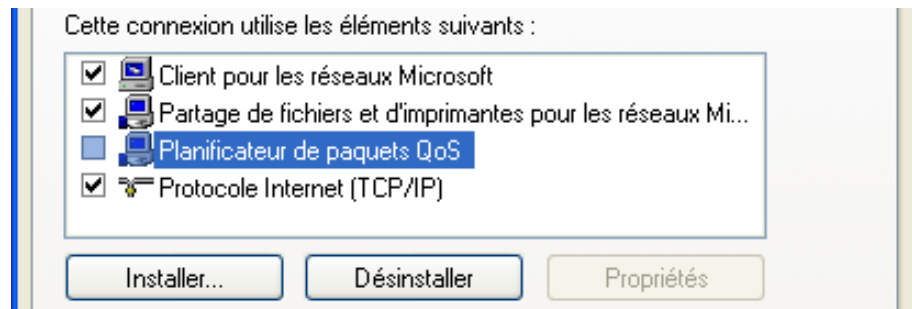 Cette connexion utilise les éléments suivants :
Client pour les réseaux Microsoft
Partage de fichiers et d'imprimantes pour les réseaux Mi...
Planificateur de paquets QoS
Protocole Internet (TCP/IP)
Installer... Désinstaller Propriétés